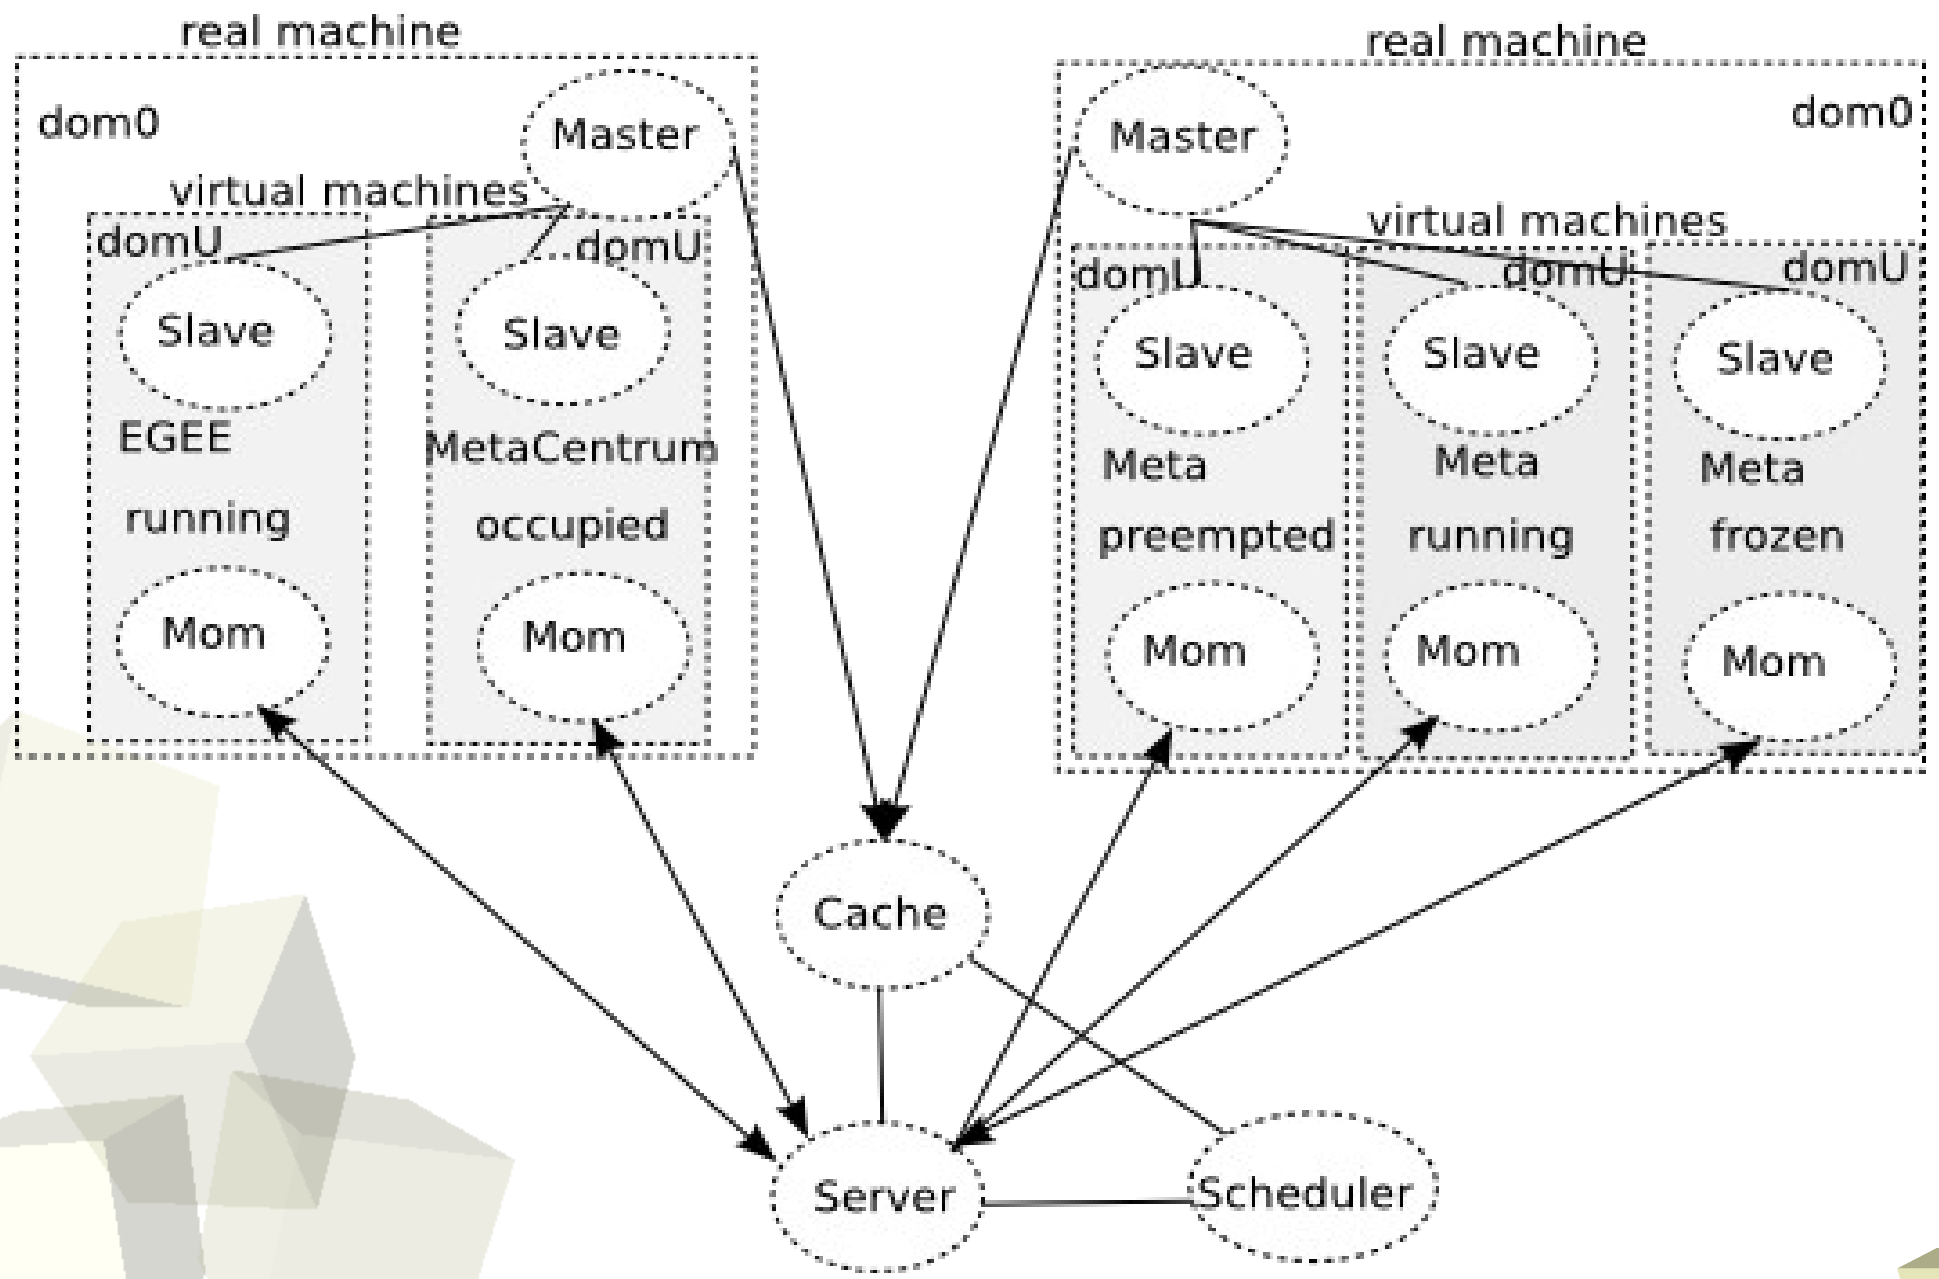 real machine
dom0
Master
virtual machines
domU
domU
Slave
Slave
EGEE
MetaCentrum
running
occupied
Mom
Mom
real machine
Master
dom0
virtual machines
domU
domU
domU
Slave
Slave
Slave
Meta
Meta
Meta
preempted
running
frozen
Mom
Mom
Mom
Cache
Server
Scheduler